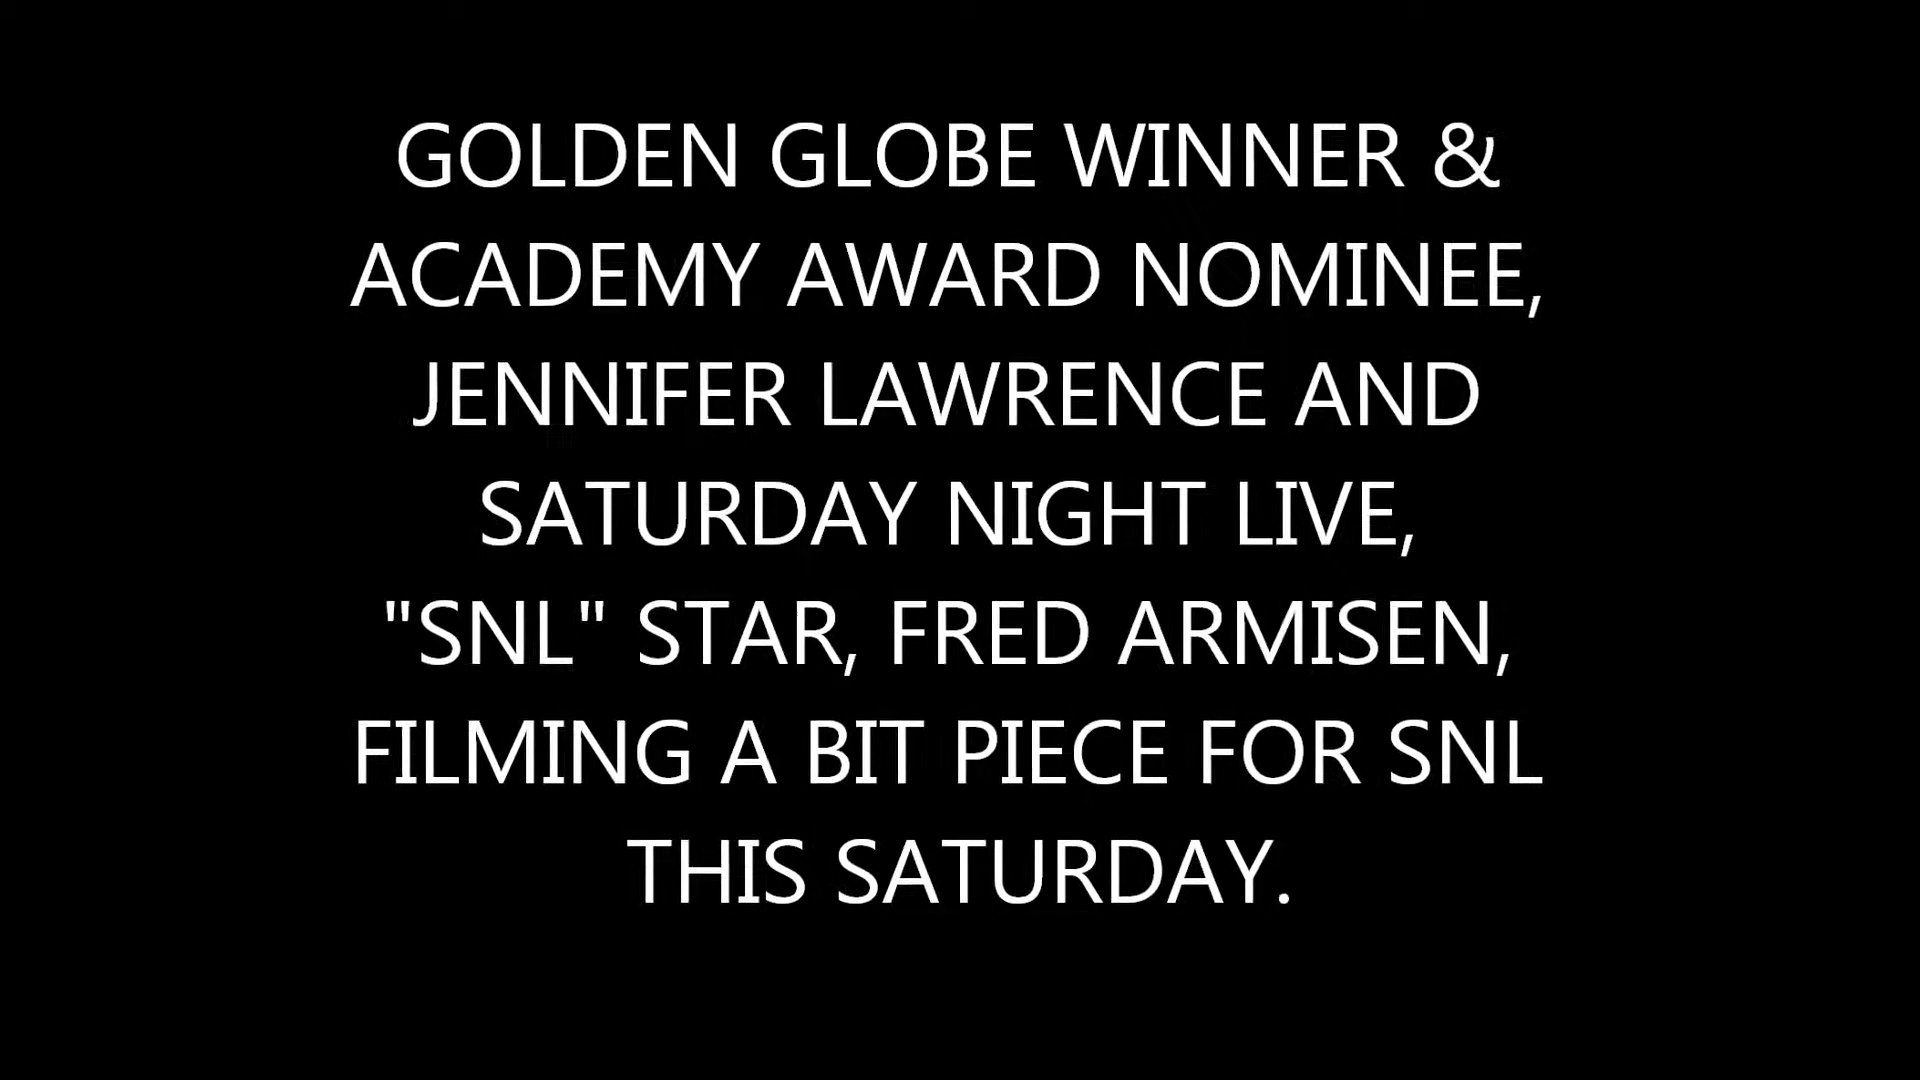 GOLDEN GLOBE WINNER &
ACADEMY AWARD NOMINEE,
JENNIFER LAWRENCE AND
SATURDAY NIGHT LIVE,
"SNL" STAR, FRED ARMISEN,
FILMING A BIT PIECE FOR SNL
THIS SATURDAY.